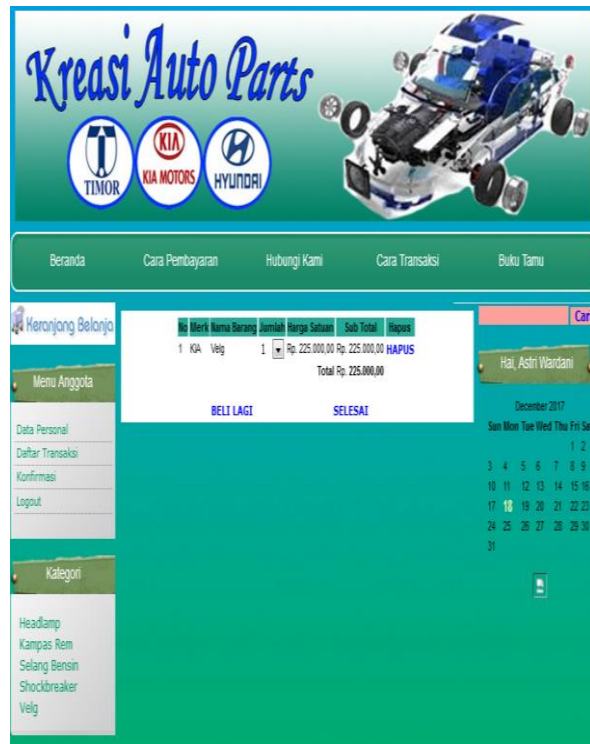 Kreasi Auto Parts
TIMOR
KIA
KIA MOTORS
HYUNDAI
Beranda Cara Pembayaran Hubungi Kami Cara Transaksi Buku Tamu
Keranjang Belanja
No Merk Nama Barang Jumlah Harga Satuan Sub Total Hapus
1 KIA Velg 1 Rp. 225.000,00 Rp. 225.000,00 HAPUS
Total Rp. 225.000,00
BELI LAGI SELESAI
Menu Anggota
Data Personal
Daftar Transaksi
Konfirmasi
Logout
Kategori
Headlamp
Kampas Rem
Selang Bensin
Shockbreaker
Velg
Car
Hai, Astri Wardani
December 2017
Sun Mon Tue Wed Thu Fri Sa
1 2
3 4 5 6 7 8 9
10 11 12 13 14 15 16
17 18 19 20 21 22 23
24 25 26 27 28 29 30
31